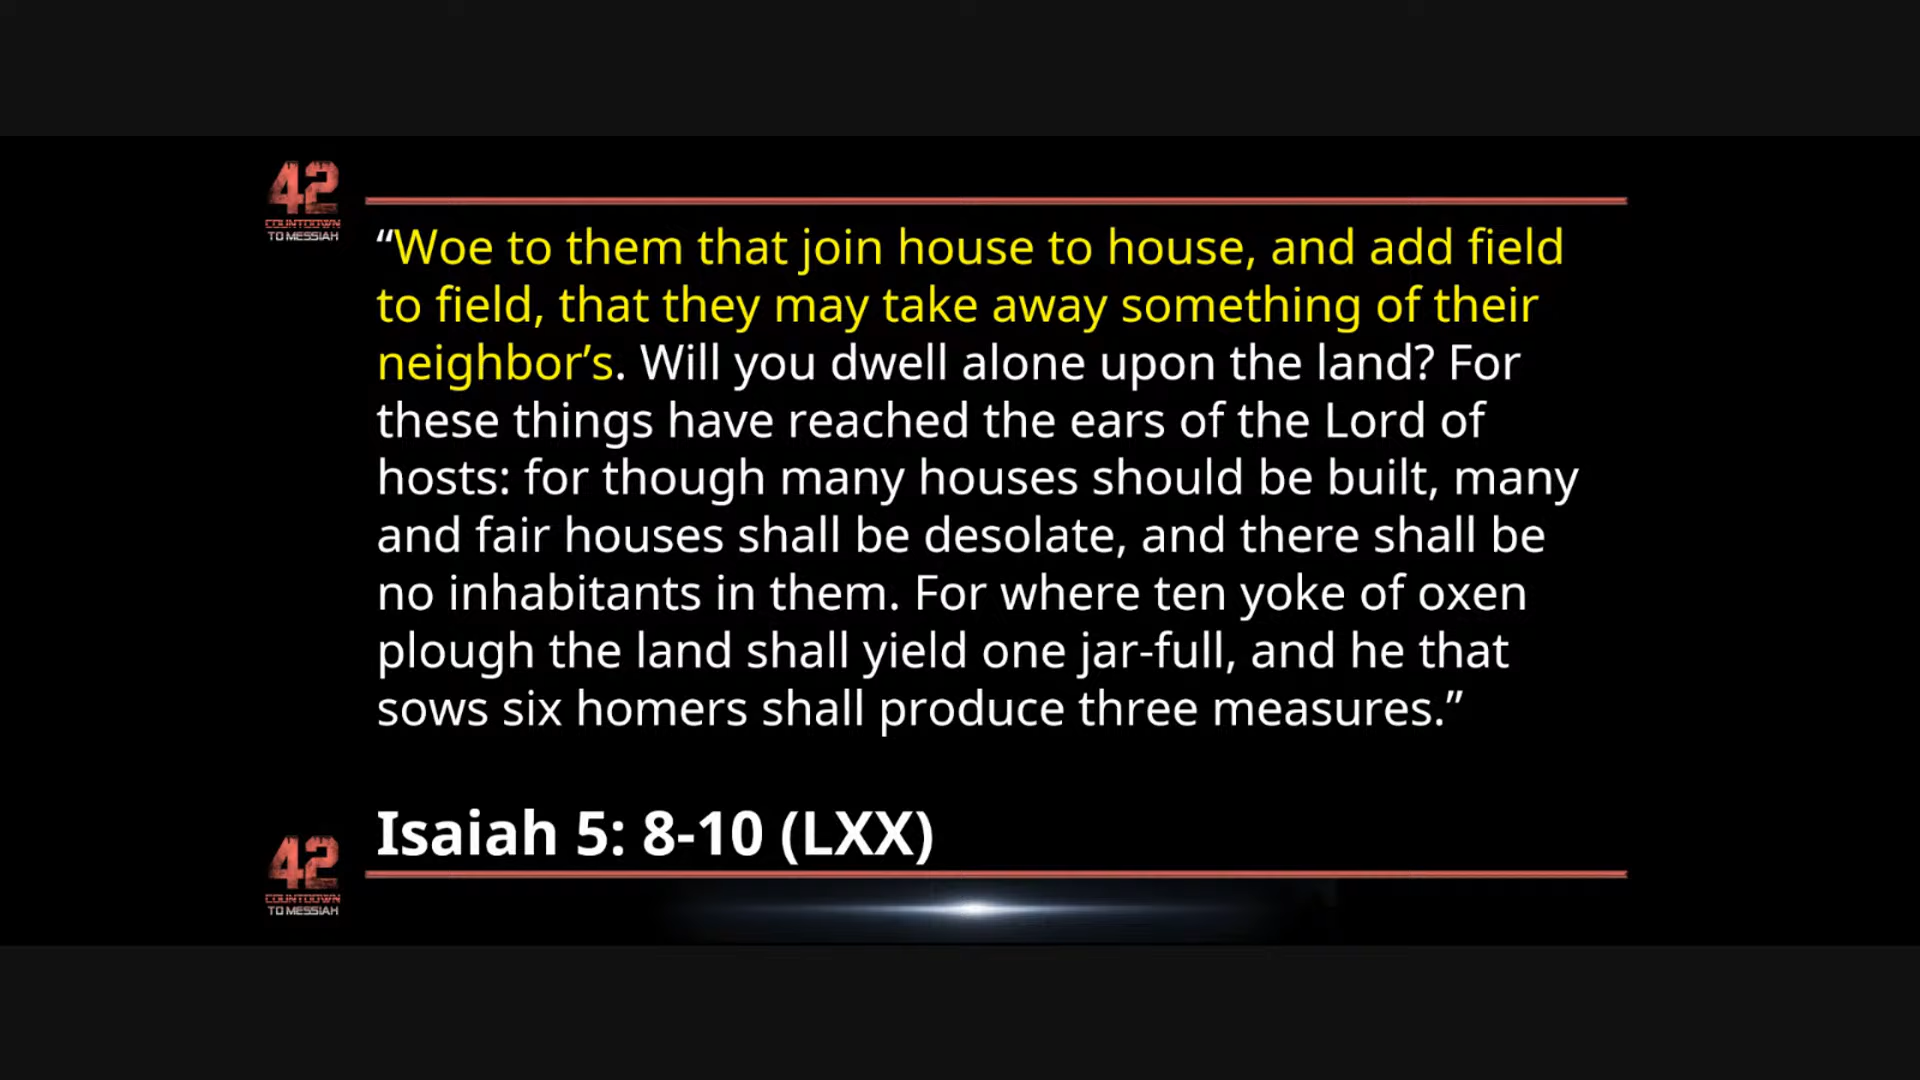 42
COUNTDOWN
TO MESSIAH
“Woe to them that join house to house, and add field
to field, that they may take away something of their
neighbor’s. Will you dwell alone upon the land? For
these things have reached the ears of the Lord of
hosts: for though many houses should be built, many
and fair houses shall be desolate, and there shall be
no inhabitants in them. For where ten yoke of oxen
plough the land shall yield one jar-full, and he that
sows six homers shall produce three measures.”
Isaiah 5: 8-10 (LXX)
42
COUNTDOWN
TO MESSIAH